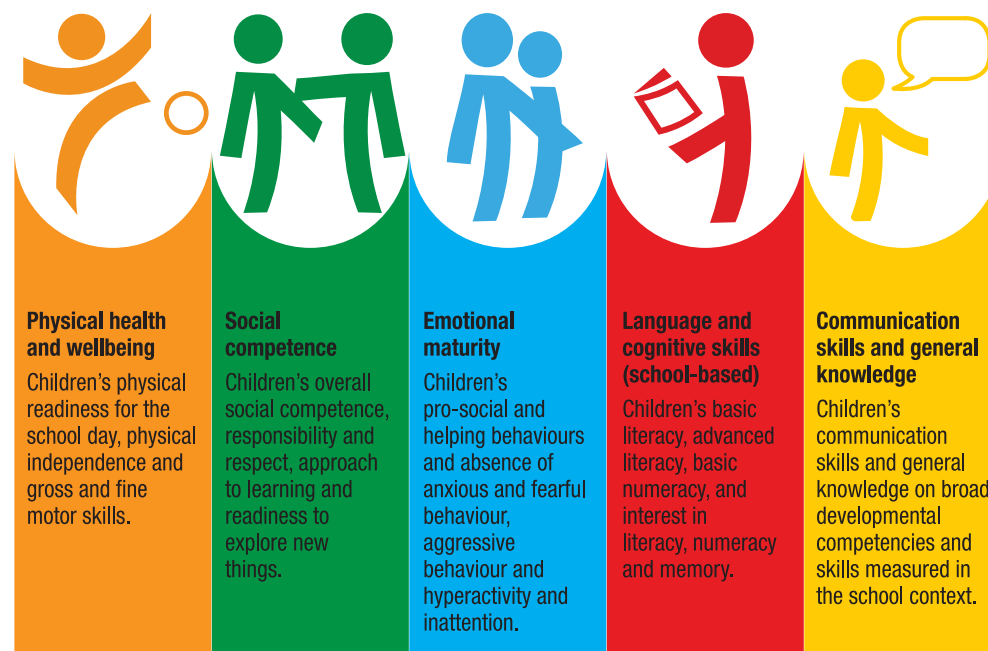 Physical health
and wellbeing
Children's physical
readiness for the
school day, physical
independence and
gross and fine
motor skills.
Social
competence
Children's overall
social competence,
responsibility and
respect, approach
to learning and
readiness to
explore new
things.
Emotional
maturity
Children's
pro-social and
helping behaviours
and absence of
anxious and fearful
behaviour,
aggressive
behaviour and
hyperactivity and
inattention.
Language and
cognitive skills
(school-based)
Children's basic
literacy, advanced
literacy, basic
numeracy, and
interest in
literacy, numeracy
and memory.
Communication
skills and general
knowledge
Children's
communication
skills and general
knowledge on broad
developmental
competencies and
skills measured in
the school context.